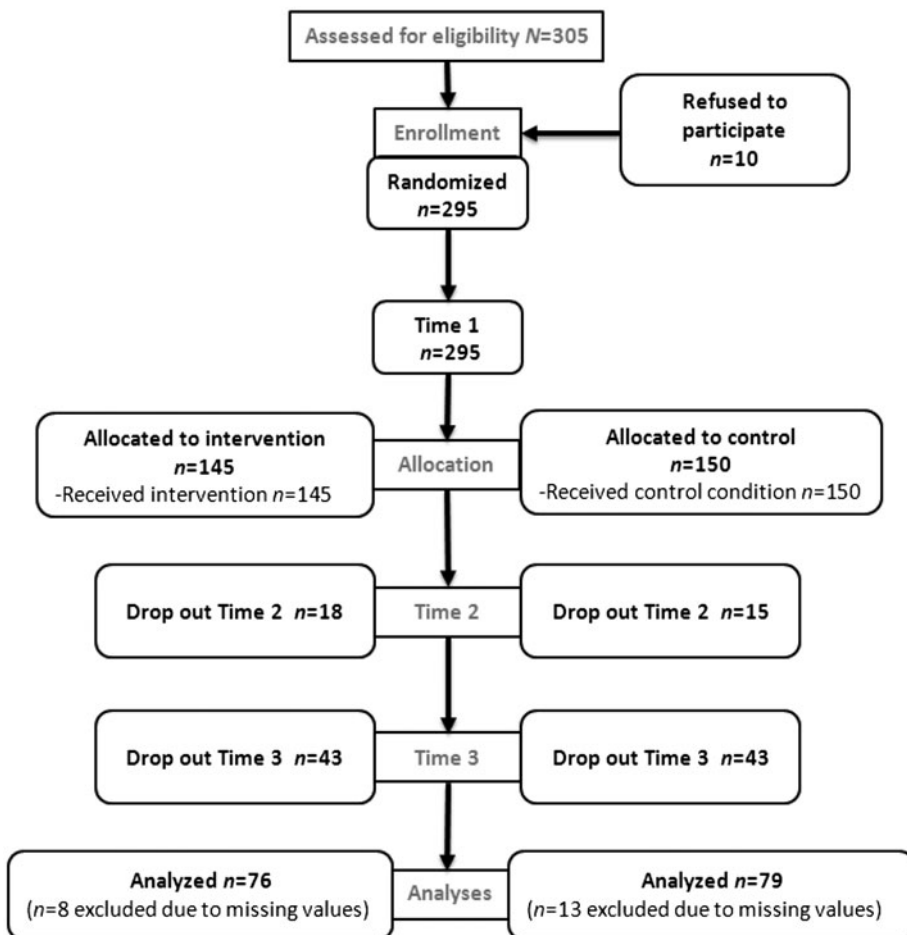 Assessed for eligibility N=305
Refused to
participate
n=10
Enrollment
Randomized
n=295
Time 1
n=295
Allocated to intervention
n=145
-Received intervention n=145
Allocation
Allocated to control
n=150
-Received control condition n=150
Drop out Time 2 n=18
Time 2
Drop out Time 2 n=15
Drop out Time 3 n=43
Time 3
Drop out Time 3 n=43
Analyzed n=76
(n=8 excluded due to missing values)
Analyses
Analyzed n=79
(n=13 excluded due to missing values)